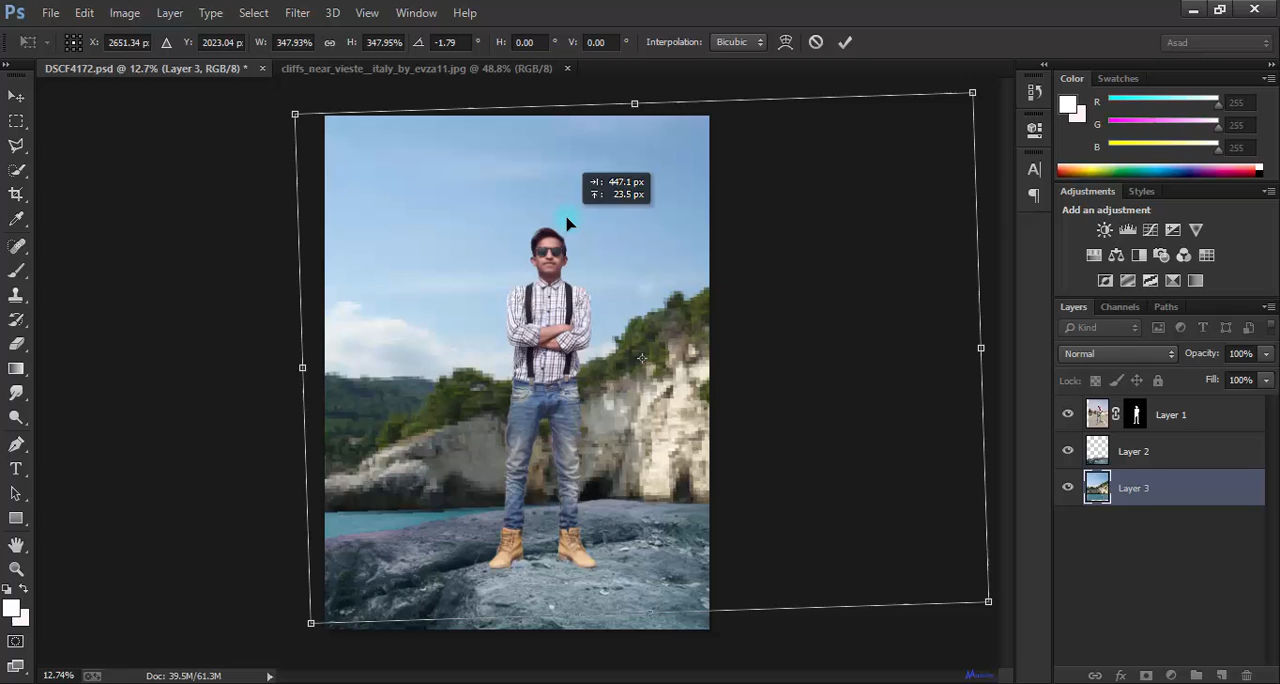 Ps File Edit Image Layer Type Select Filter 3D View Window Help
X: 2651.34 px Y: 2023.04 px W: 347.93% H: 347.95% -1.79 ° H: 0.00 ° V: 0.00 ° Interpolation: Bicubic Asad
DSCF4172.psd @ 12.7% (Layer 3, RGB/8) * × cliffs_near_vieste__italy_by_evza11.jpg @ 48.8% (RGB/8) ×
Color Swatches
R 255
G 255
B 255
447.1 px
23.5 px
Adjustments Styles
Add an adjustment
Layers Channels Paths
Kind
Normal Opacity: 100%
Lock: Fill: 100%
Layer 1
Layer 2
Layer 3
12.74% Doc: 39.5M/61.3M